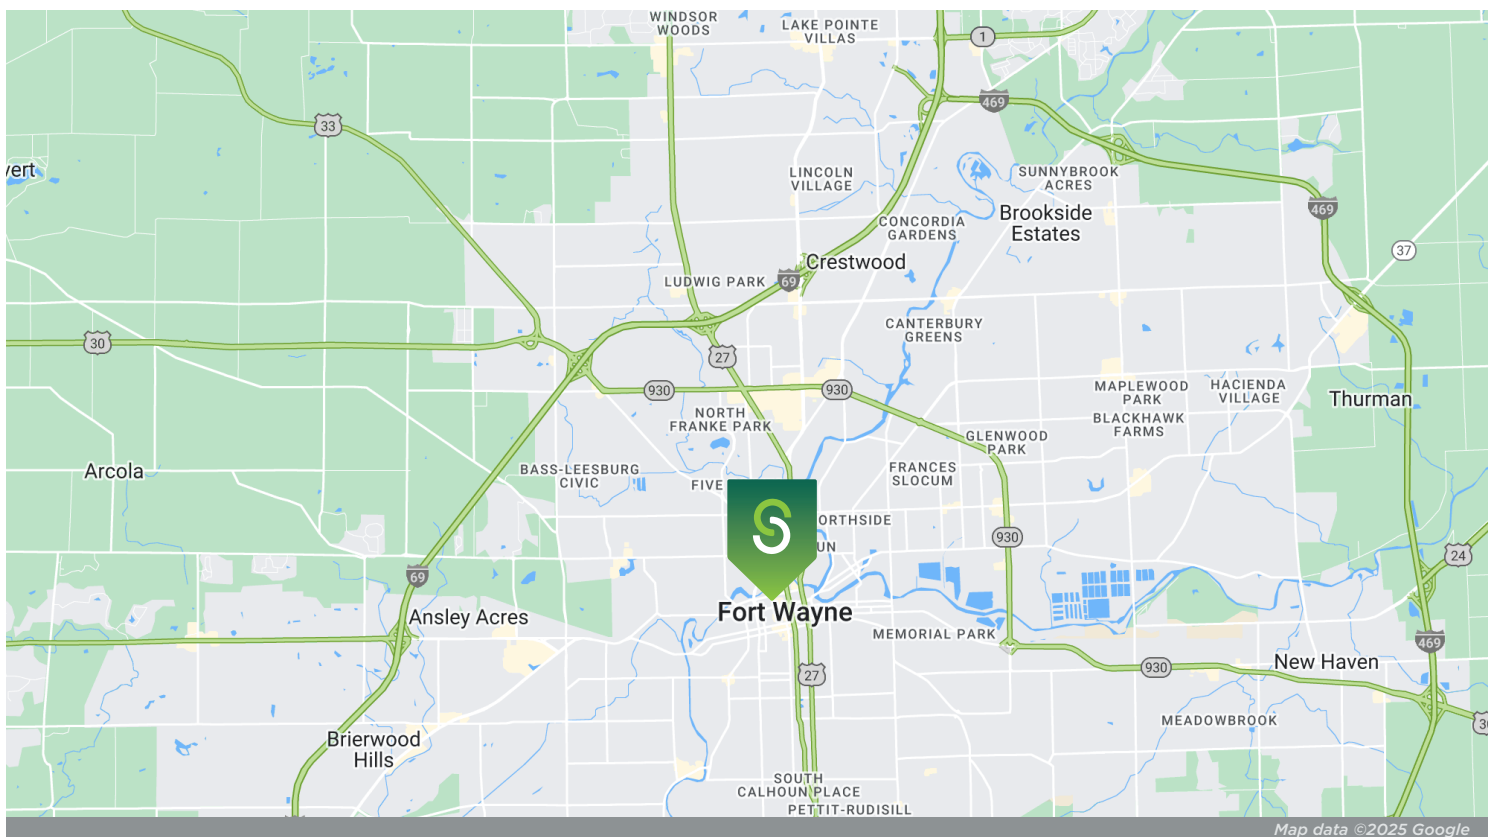 WINDSOR
WOODS
LAKE POINTE
VILLAS
1
469
33
vert
LINCOLN
VILLAGE
SUNNYBROOK
ACRES
469
CONCORDIA
GARDENS
Brookside
Estates
37
Crestwood
LUDWIG PARK
69
CANTERBURY
GREENS
30
27
930
930
MAPLEWOOD
PARK
HACIENDA
VILLAGE
Thurman
NORTH
FRANKE PARK
BLACKHAWK
FARMS
GLENWOOD
PARK
Arcola
BASS-LEESBURG
CIVIC
FIVE
FRANCES
SLOCUM
S
ORTHSIDE
UN
930
24
69
Fort Wayne
Ansley Acres
MEMORIAL PARK
469
New Haven
930
27
MEADOWBROOK
30
Brierwood
Hills
SOUTH
CALHOUN PLACE
PETTIT-RUDISILL
Map data ©2025 Google